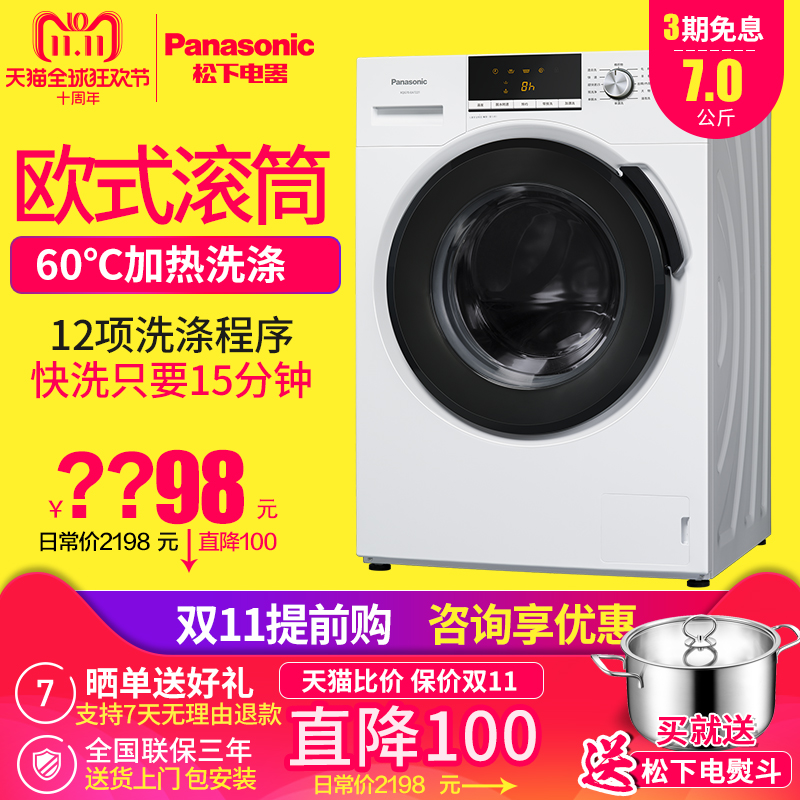 11.11
天猫全球狂欢节
十周年
Panasonic
松下电器
3期免息
7.0
公斤
Panasonic
8h
欧式滚筒
60℃加热洗涤
12项洗涤程序
快洗只要15分钟
¥??98元
日常价2198 元 直降100
双11提前购 咨询享优惠
7 晒单送好礼
支持7天无理由退款
全国联保三年
送货上门 包安装
天猫比价 保价双11
直降100
日常价2198 元
买就送
送 松下电熨斗